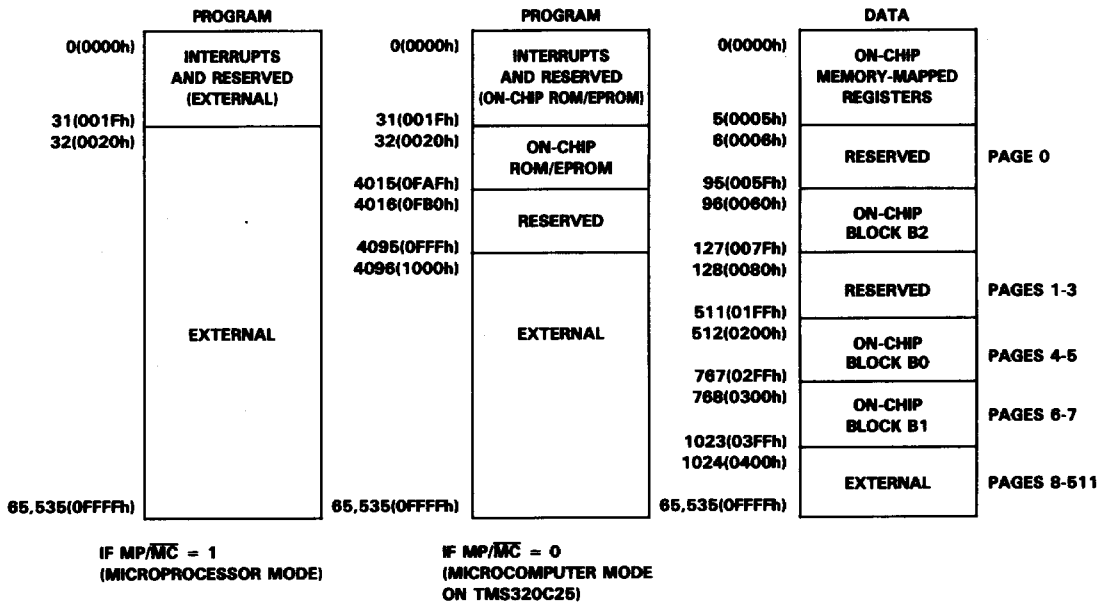 PROGRAM
0(0000h)
INTERRUPTS
AND RESERVED
(EXTERNAL)
31(001Fh)
32(0020h)
EXTERNAL
65,535(0FFFFh)
IF MP/M̅C̅ = 1
(MICROPROCESSOR MODE)
PROGRAM
0(0000h)
INTERRUPTS
AND RESERVED
(ON-CHIP ROM/EPROM)
31(001Fh)
32(0020h)
ON-CHIP
ROM/EPROM
4015(0FAFh)
4016(0FB0h)
RESERVED
4095(0FFFh)
4096(1000h)
EXTERNAL
65,535(0FFFFh)
IF MP/M̅C̅ = 0
(MICROCOMPUTER MODE
ON TMS320C25)
DATA
0(0000h)
ON-CHIP
MEMORY-MAPPED
REGISTERS
5(0005h)
6(0006h)
RESERVED
PAGE 0
95(005Fh)
96(0060h)
ON-CHIP
BLOCK B2
127(007Fh)
128(0080h)
RESERVED
PAGES 1-3
511(01FFh)
512(0200h)
ON-CHIP
BLOCK B0
PAGES 4-5
767(02FFh)
768(0300h)
ON-CHIP
BLOCK B1
PAGES 6-7
1023(03FFh)
1024(0400h)
EXTERNAL
PAGES 8-511
65,535(0FFFFh)